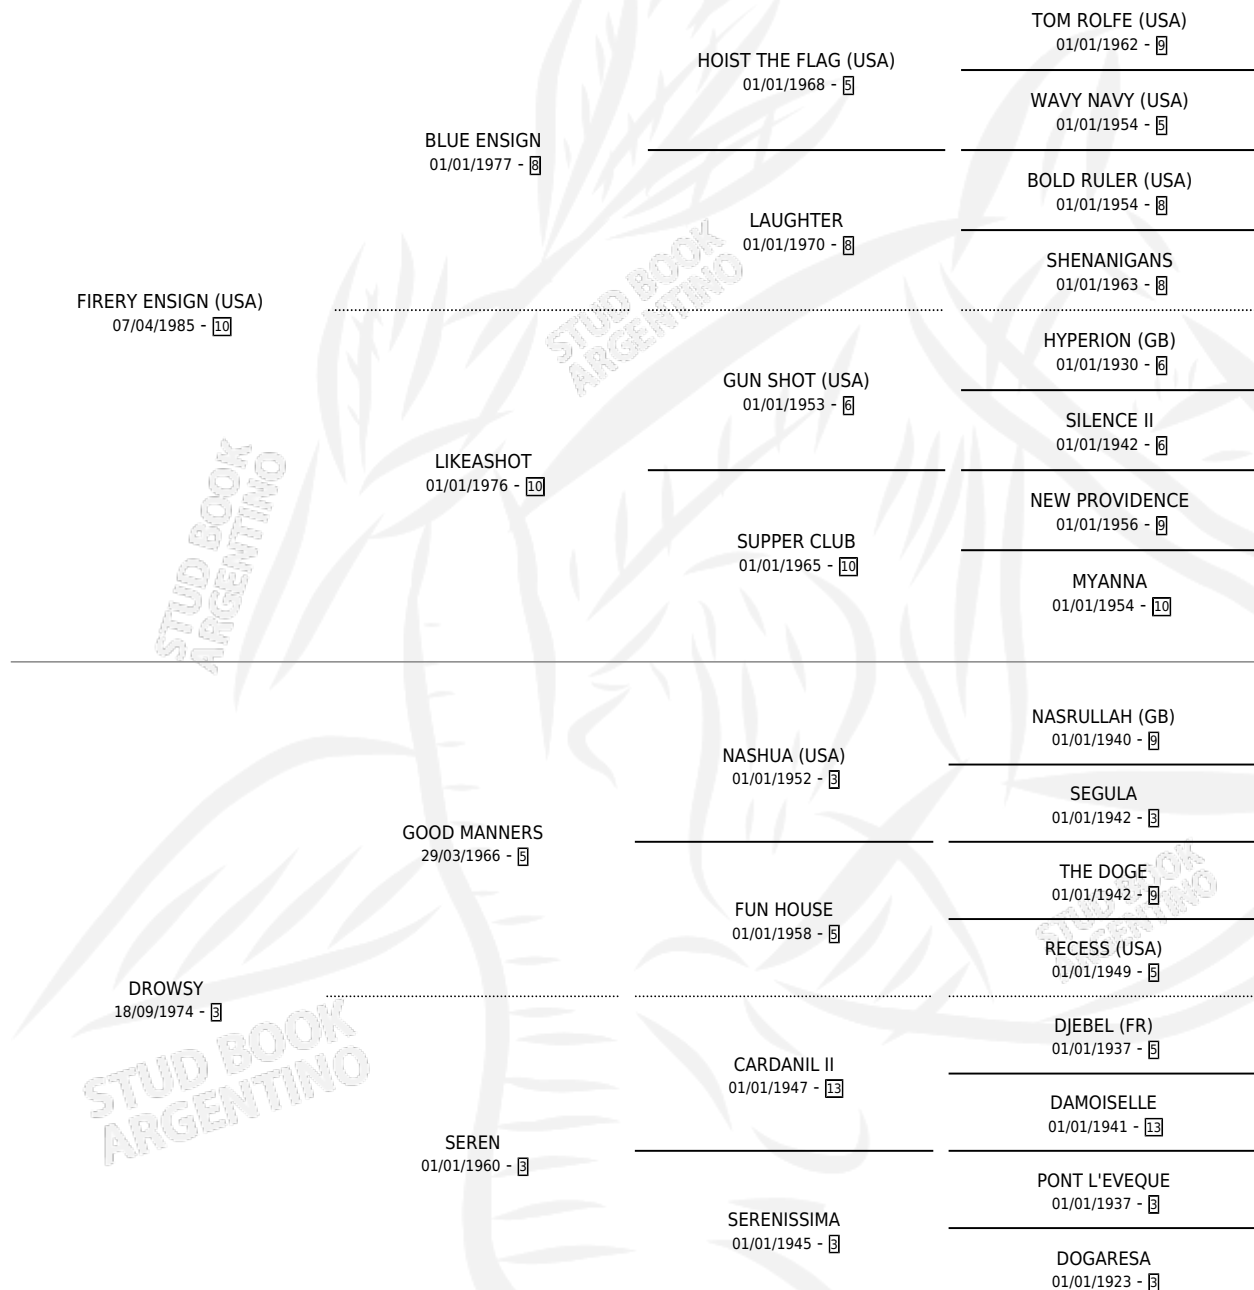 TOM ROLFE (USA)
01/01/1962 - 9
HOIST THE FLAG (USA)
01/01/1968 - 5
WAVY NAVY (USA)
01/01/1954 - 5
BLUE ENSIGN
01/01/1977 - 8
BOLD RULER (USA)
01/01/1954 - 8
LAUGHTER
01/01/1970 - 8
SHENANIGANS
01/01/1963 - 8
FIRERY ENSIGN (USA)
07/04/1985 - 10
HYPERION (GB)
01/01/1930 - 6
GUN SHOT (USA)
01/01/1953 - 6
SILENCE II
01/01/1942 - 6
LIKEASHOT
01/01/1976 - 10
NEW PROVIDENCE
01/01/1956 - 9
SUPPER CLUB
01/01/1965 - 10
MYANNA
01/01/1954 - 10
NASRULLAH (GB)
01/01/1940 - 9
NASHUA (USA)
01/01/1952 - 3
SEGULA
01/01/1942 - 3
GOOD MANNERS
29/03/1966 - 5
THE DOGE
01/01/1942 - 9
FUN HOUSE
01/01/1958 - 5
RECESS (USA)
01/01/1949 - 5
DROWSY
18/09/1974 - 3
DJEBEL (FR)
01/01/1937 - 5
CARDANIL II
01/01/1947 - 13
DAMOISELLE
01/01/1941 - 13
SEREN
01/01/1960 - 3
PONT L'EVEQUE
01/01/1937 - 3
SERENISSIMA
01/01/1945 - 3
DOGARESA
01/01/1923 - 3
STUD BOOK
ARGENTINO
STUD BOOK
ARGENTINO
STUD BOOK
ARGENTINO
STUD BOOK
ARGENTINO